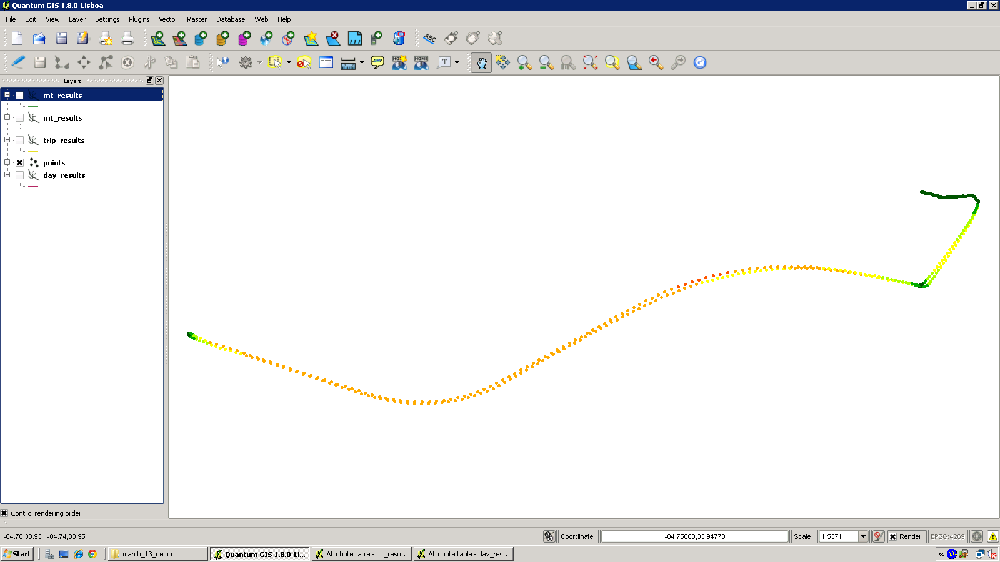 Quantum GIS 1.8.0-Lisboa
File Edit View Layer Settings Plugins Vector Raster Database Web Help
ABC
HOME
T
Layers
mt_results
mt_results
trip_results
points
day_results
Control rendering order
-84.76,33.93 : -84.74,33.95
Coordinate: -84.75803,33.94773 Scale 1:5371 Render EPSG:4269
Start march_13_demo Quantum GIS 1.8.0-Li... Attribute table - mt_resu... Attribute table - day_res...